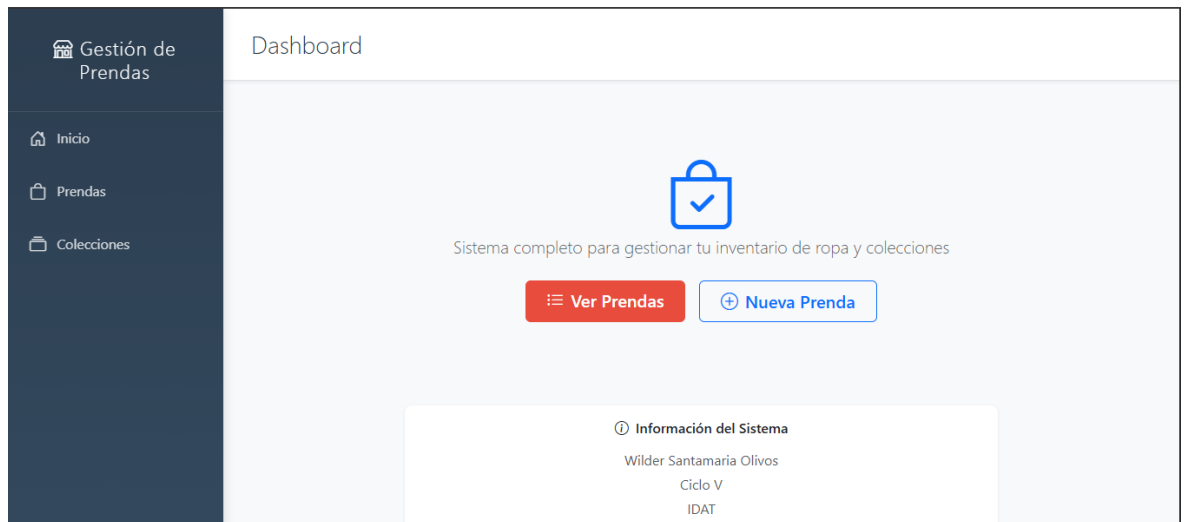 Gestión de
Prendas
Inicio
Prendas
Colecciones
Dashboard
Sistema completo para gestionar tu inventario de ropa y colecciones
Ver Prendas
Nueva Prenda
Información del Sistema
Wilder Santamaria Olivos
Ciclo V
IDAT